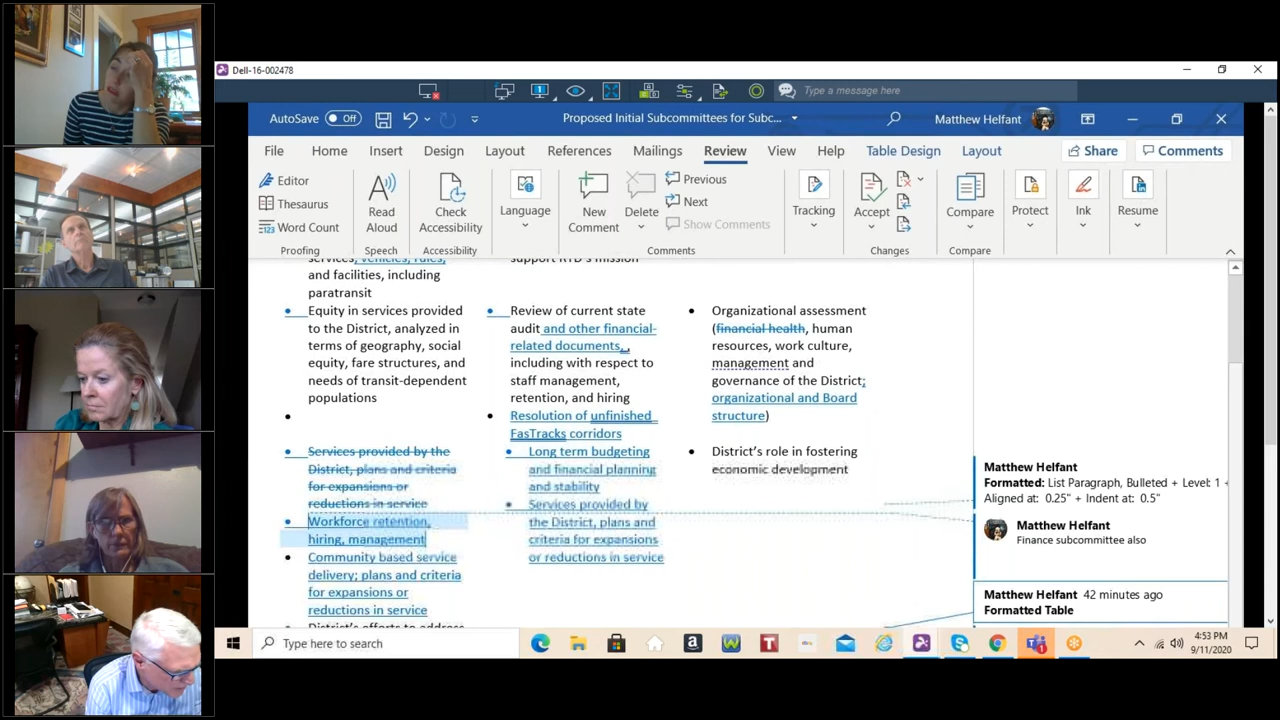 Dell-16-002478
Type a message here
AutoSave Off
Proposed Initial Subcommittees for Subc...
Matthew Helfant
File Home Insert Design Layout References Mailings Review View Help Table Design Layout Share Comments
Editor
Thesaurus
Word Count
Proofing
Read Aloud
Speech
Check Accessibility
Accessibility
Language
New Comment
Delete
Previous
Next
Show Comments
Comments
Tracking
Accept
Changes
Compare
Compare
Protect
Ink
Resume
services, vehicles, rules,
and facilities, including
paratransit
Equity in services provided
to the District, analyzed in
terms of geography, social
equity, fare structures, and
needs of transit-dependent
populations
Services provided by the
District, plans and criteria
for expansions or
reductions in service
Workforce retention,
hiring, management
Community based service
delivery; plans and criteria
for expansions or
reductions in service
District's efforts to address
support RTD's mission
Review of current state
audit and other financial-
related documents,
including with respect to
staff management,
retention, and hiring
Resolution of unfinished
FasTracks corridors
Long term budgeting
and financial planning
and stability
Services provided by
the District, plans and
criteria for expansions
or reductions in service
Organizational assessment
(financial health, human
resources, work culture,
management and
governance of the District;
organizational and Board
structure)
District's role in fostering
economic development
Matthew Helfant
Formatted: List Paragraph, Bulleted + Level: 1 +
Aligned at: 0.25" + Indent at: 0.5"
Matthew Helfant
Finance subcommittee also
Matthew Helfant 42 minutes ago
Formatted Table
Type here to search
4:53 PM
9/11/2020